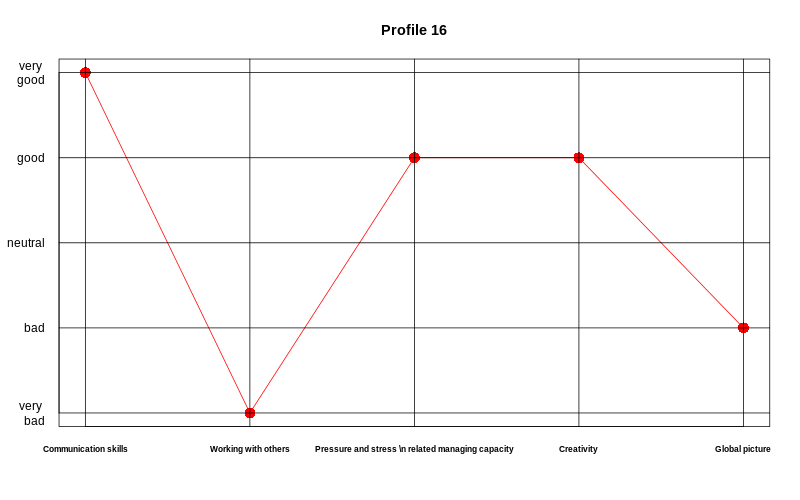 Profile 16
very
good
good
neutral
bad
very
bad
Communication skills
Working with others
Pressure and stress \n related managing capacity
Creativity
Global picture